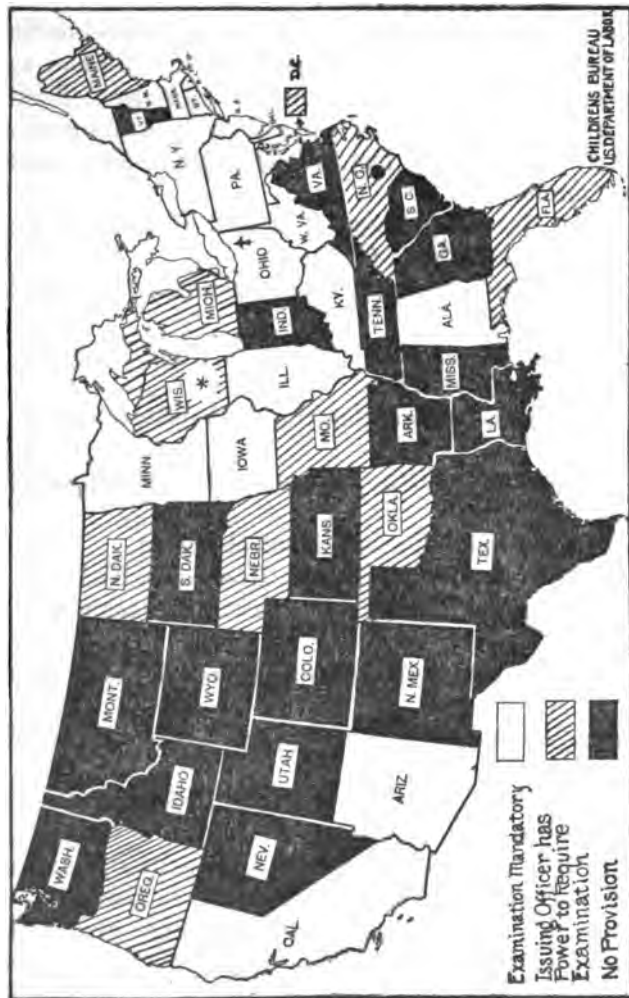 WASH.
MONT.
N. DAK.
MINN
MAINE
OREG.
IDAHO
WYO
S. DAK.
WIS.
*
MICH.
N.Y.
VT.
N.H.
MASS.
NEV.
UTAH
COLO.
NEBR
IOWA
ILL.
IND.
OHIO
†
PA.
D.C.
CAL.
ARIZ
N. MEX.
KANS
MO.
KY.
W. VA.
VA.
OKLA.
ARK.
TENN.
N.C.
TEX.
LA.
MISS.
ALA.
GA.
S.C.
FLA.
Examination Mandatory
Issuing Officer has
Power to Require
Examination
No Provision
CHILDRENS BUREAU
U.S. DEPARTMENT OF LABOR